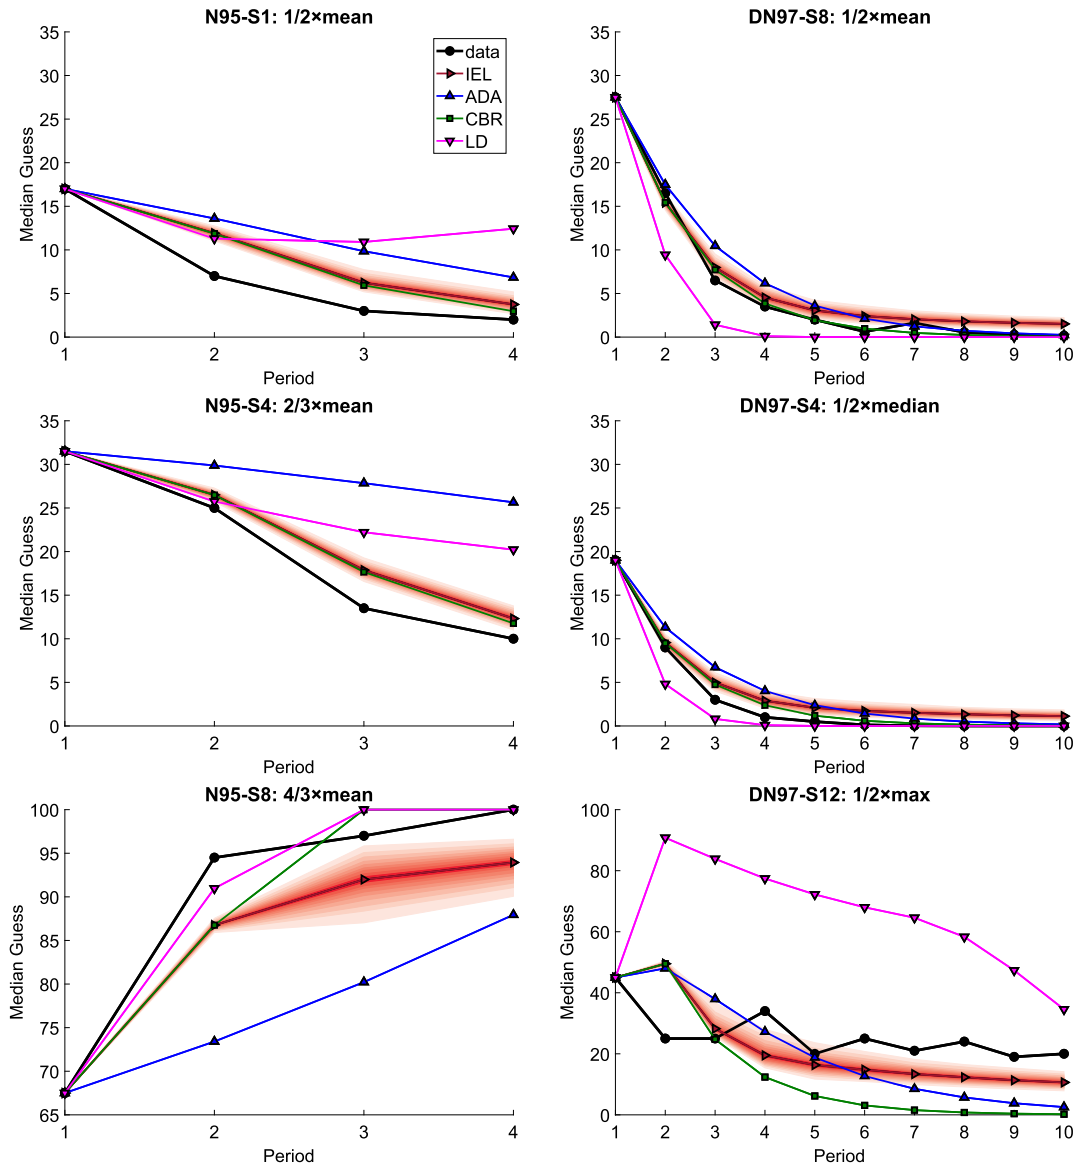 N95-S1: 1/2×mean
35
30
25
20
15
10
5
0
Median Guess
1 2 3 4
Period
data
IEL
ADA
CBR
LD
DN97-S8: 1/2×mean
35
30
25
20
15
10
5
0
Median Guess
1 2 3 4 5 6 7 8 9 10
Period
N95-S4: 2/3×mean
35
30
25
20
15
10
5
0
Median Guess
1 2 3 4
Period
DN97-S4: 1/2×median
35
30
25
20
15
10
5
0
Median Guess
1 2 3 4 5 6 7 8 9 10
Period
N95-S8: 4/3×mean
100
95
90
85
80
75
70
65
Median Guess
1 2 3 4
Period
DN97-S12: 1/2×max
100
80
60
40
20
0
Median Guess
1 2 3 4 5 6 7 8 9 10
Period